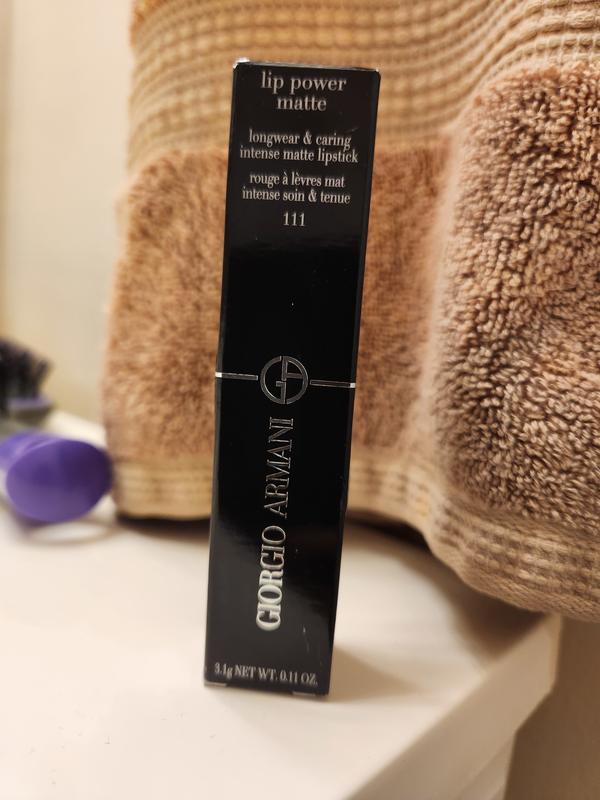 lip power
matte
longwear & caring
intense matte lipstick
rouge à lèvres mat
intense soin & tenue
111
GA
GIORGIO ARMANI
3.1g NET WT. 0.11 OZ.